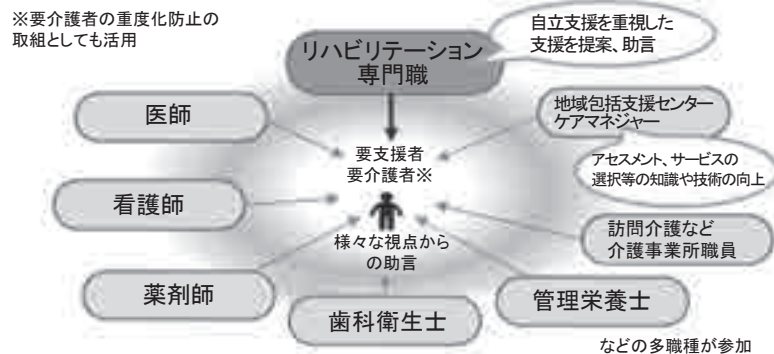 ※要介護者の重度化防止の
取組としても活用
リハビリテーション
専門職
自立支援を重視した
支援を提案、助言
医師
地域包括支援センター
ケアマネジャー
要支援者
要介護者※
アセスメント、サービスの
選択等の知識や技術の向上
看護師
訪問介護など
介護事業所職員
様々な視点から
の助言
薬剤師
歯科衛生士
管理栄養士
などの多職種が参加